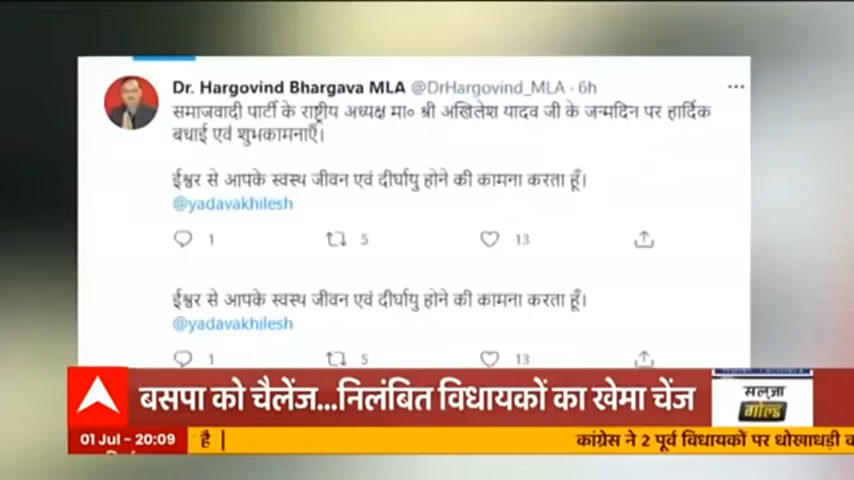 Dr. Hargovind Bhargava MLA @DrHargovind_MLA · 6h
समाजवादी पार्टी के राष्ट्रीय अध्यक्ष मा० श्री अखिलेश यादव जी के जन्मदिन पर हार्दिक
बधाई एवं शुभकामनाएँ।
ईश्वर से आपके स्वस्थ जीवन एवं दीर्घायु होने की कामना करता हूँ।
@yadavakhilesh
1 5 13
ईश्वर से आपके स्वस्थ जीवन एवं दीर्घायु होने की कामना करता हूँ।
@yadavakhilesh
1 5 13
बसपा को चैलेंज...निलंबित विधायकों का खेमा चेंज
सल्ज़ा
गोल्ड
01 Jul - 20:09
है | कांग्रेस ने 2 पूर्व विधायकों पर धोखाधड़ी